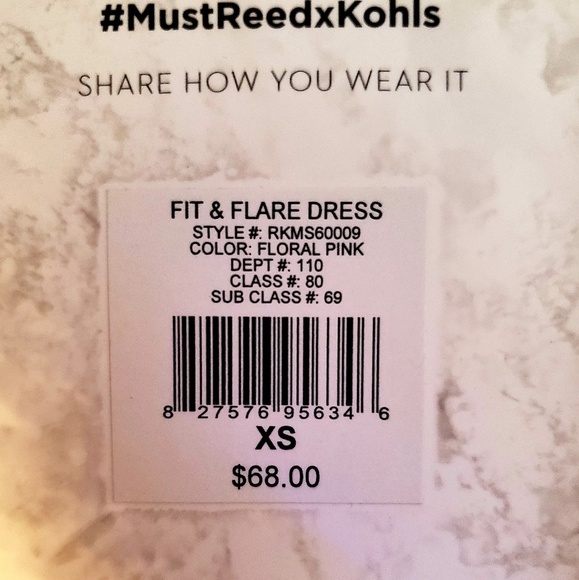 #MustReedxKohls
SHARE HOW YOU WEAR IT
FIT & FLARE DRESS
STYLE #: RKMS60009
COLOR: FLORAL PINK
DEPT #: 110
CLASS #: 80
SUB CLASS #: 69
8 27576 95634 6
XS
$68.00